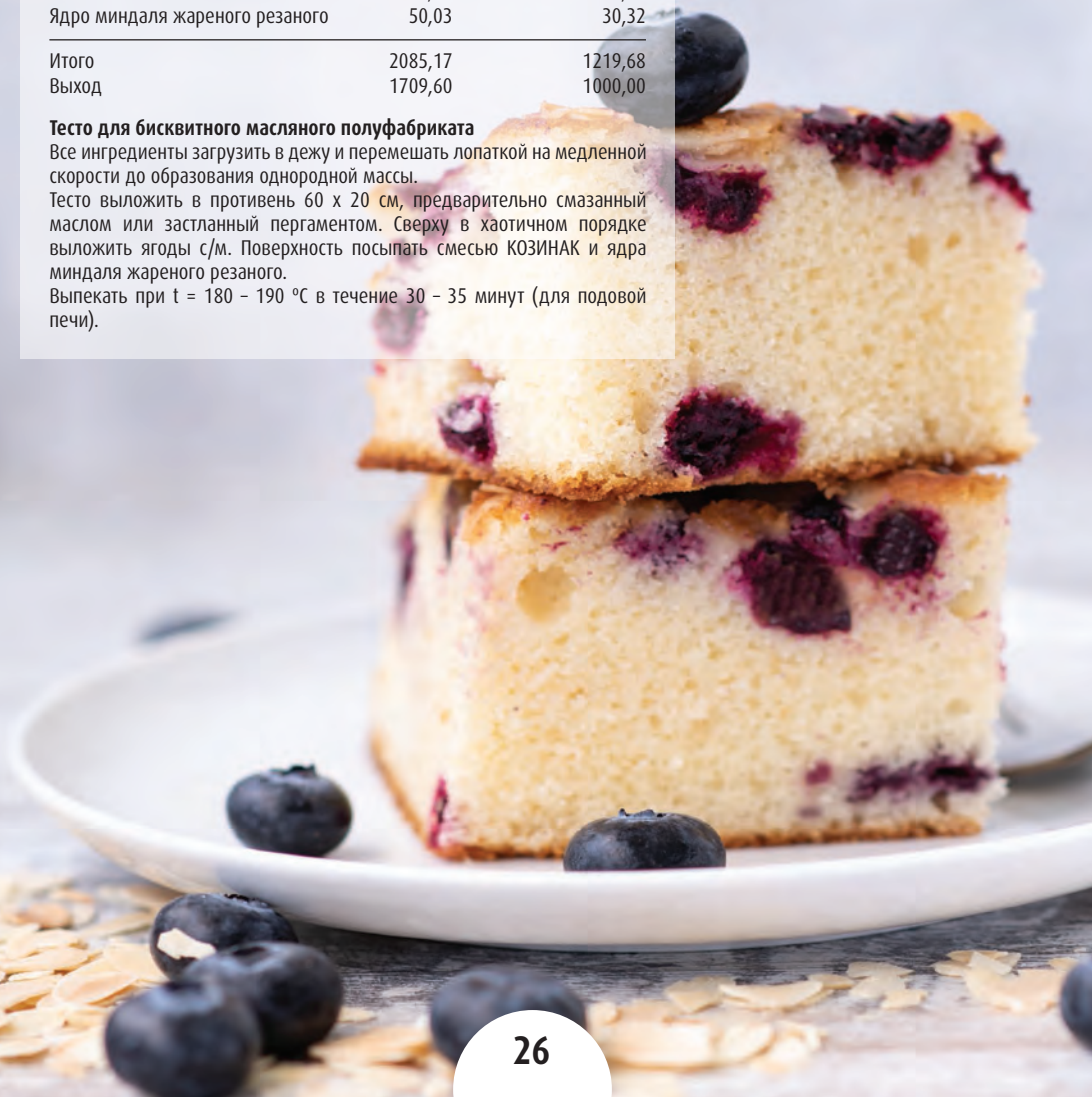 Ядро миндаля жареного резаного 50,03 30,32
Итого 2085,17 1219,68
Выход 1709,60 1000,00
Тесто для бисквитного масляного полуфабриката
Все ингредиенты загрузить в дежу и перемешать лопаткой на медленной
скорости до образования однородной массы.
Тесто выложить в противень 60 х 20 см, предварительно смазанный
маслом или застланный пергаментом. Сверху в хаотичном порядке
выложить ягоды с/м. Поверхность посыпать смесью КОЗИНАК и ядра
миндаля жареного резаного.
Выпекать при t = 180 – 190 ºС в течение 30 – 35 минут (для подовой
печи).
26